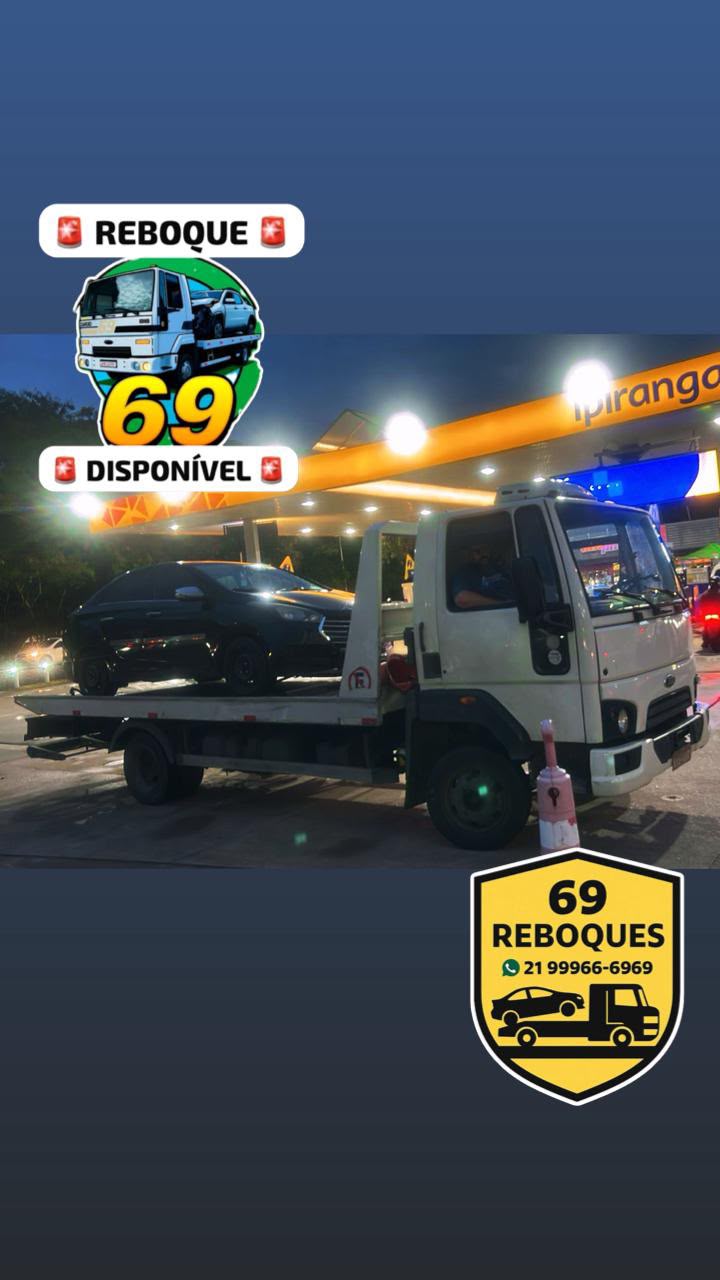 🚨 REBOQUE 🚨
69
🚨 DISPONÍVEL 🚨
ipiranga
69
REBOQUES
21 99966-6969